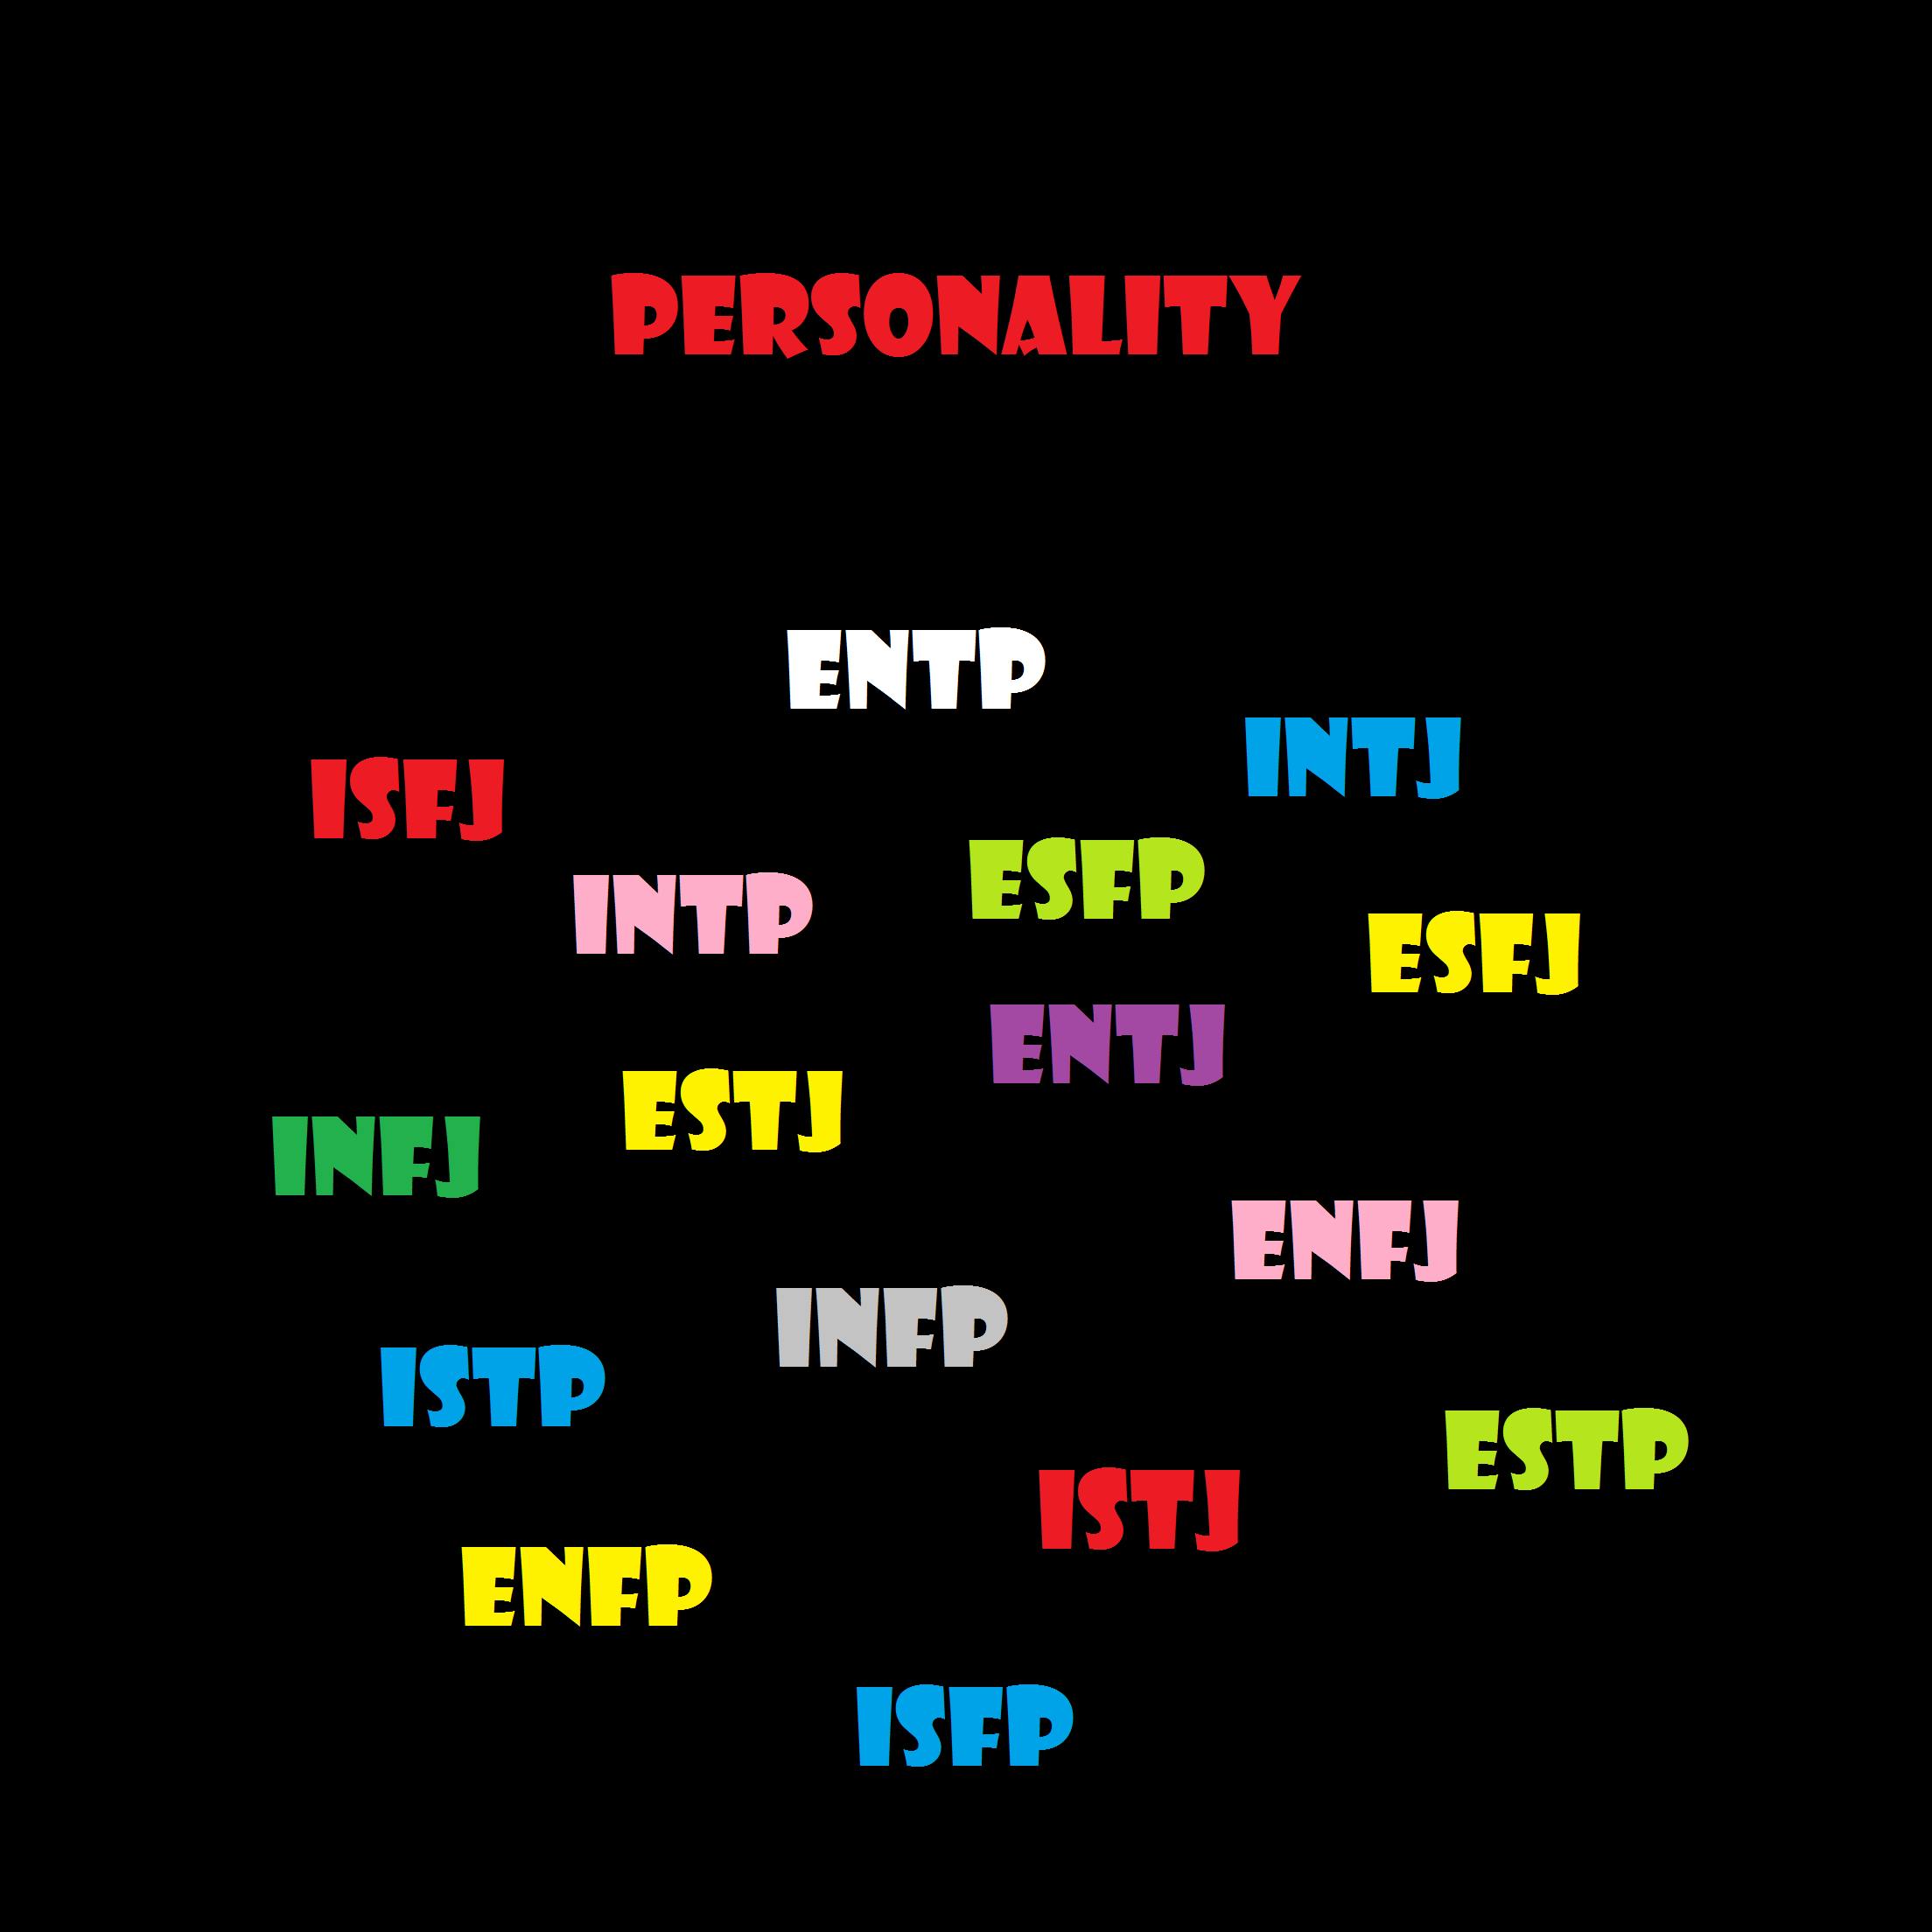 PERSONALITY
ENTP
INTJ
ISFJ
ESFP
INTP
ESFJ
ENTJ
ESTJ
INFJ
ENFJ
INFP
ISTP
ESTP
ISTJ
ENFP
ISFP